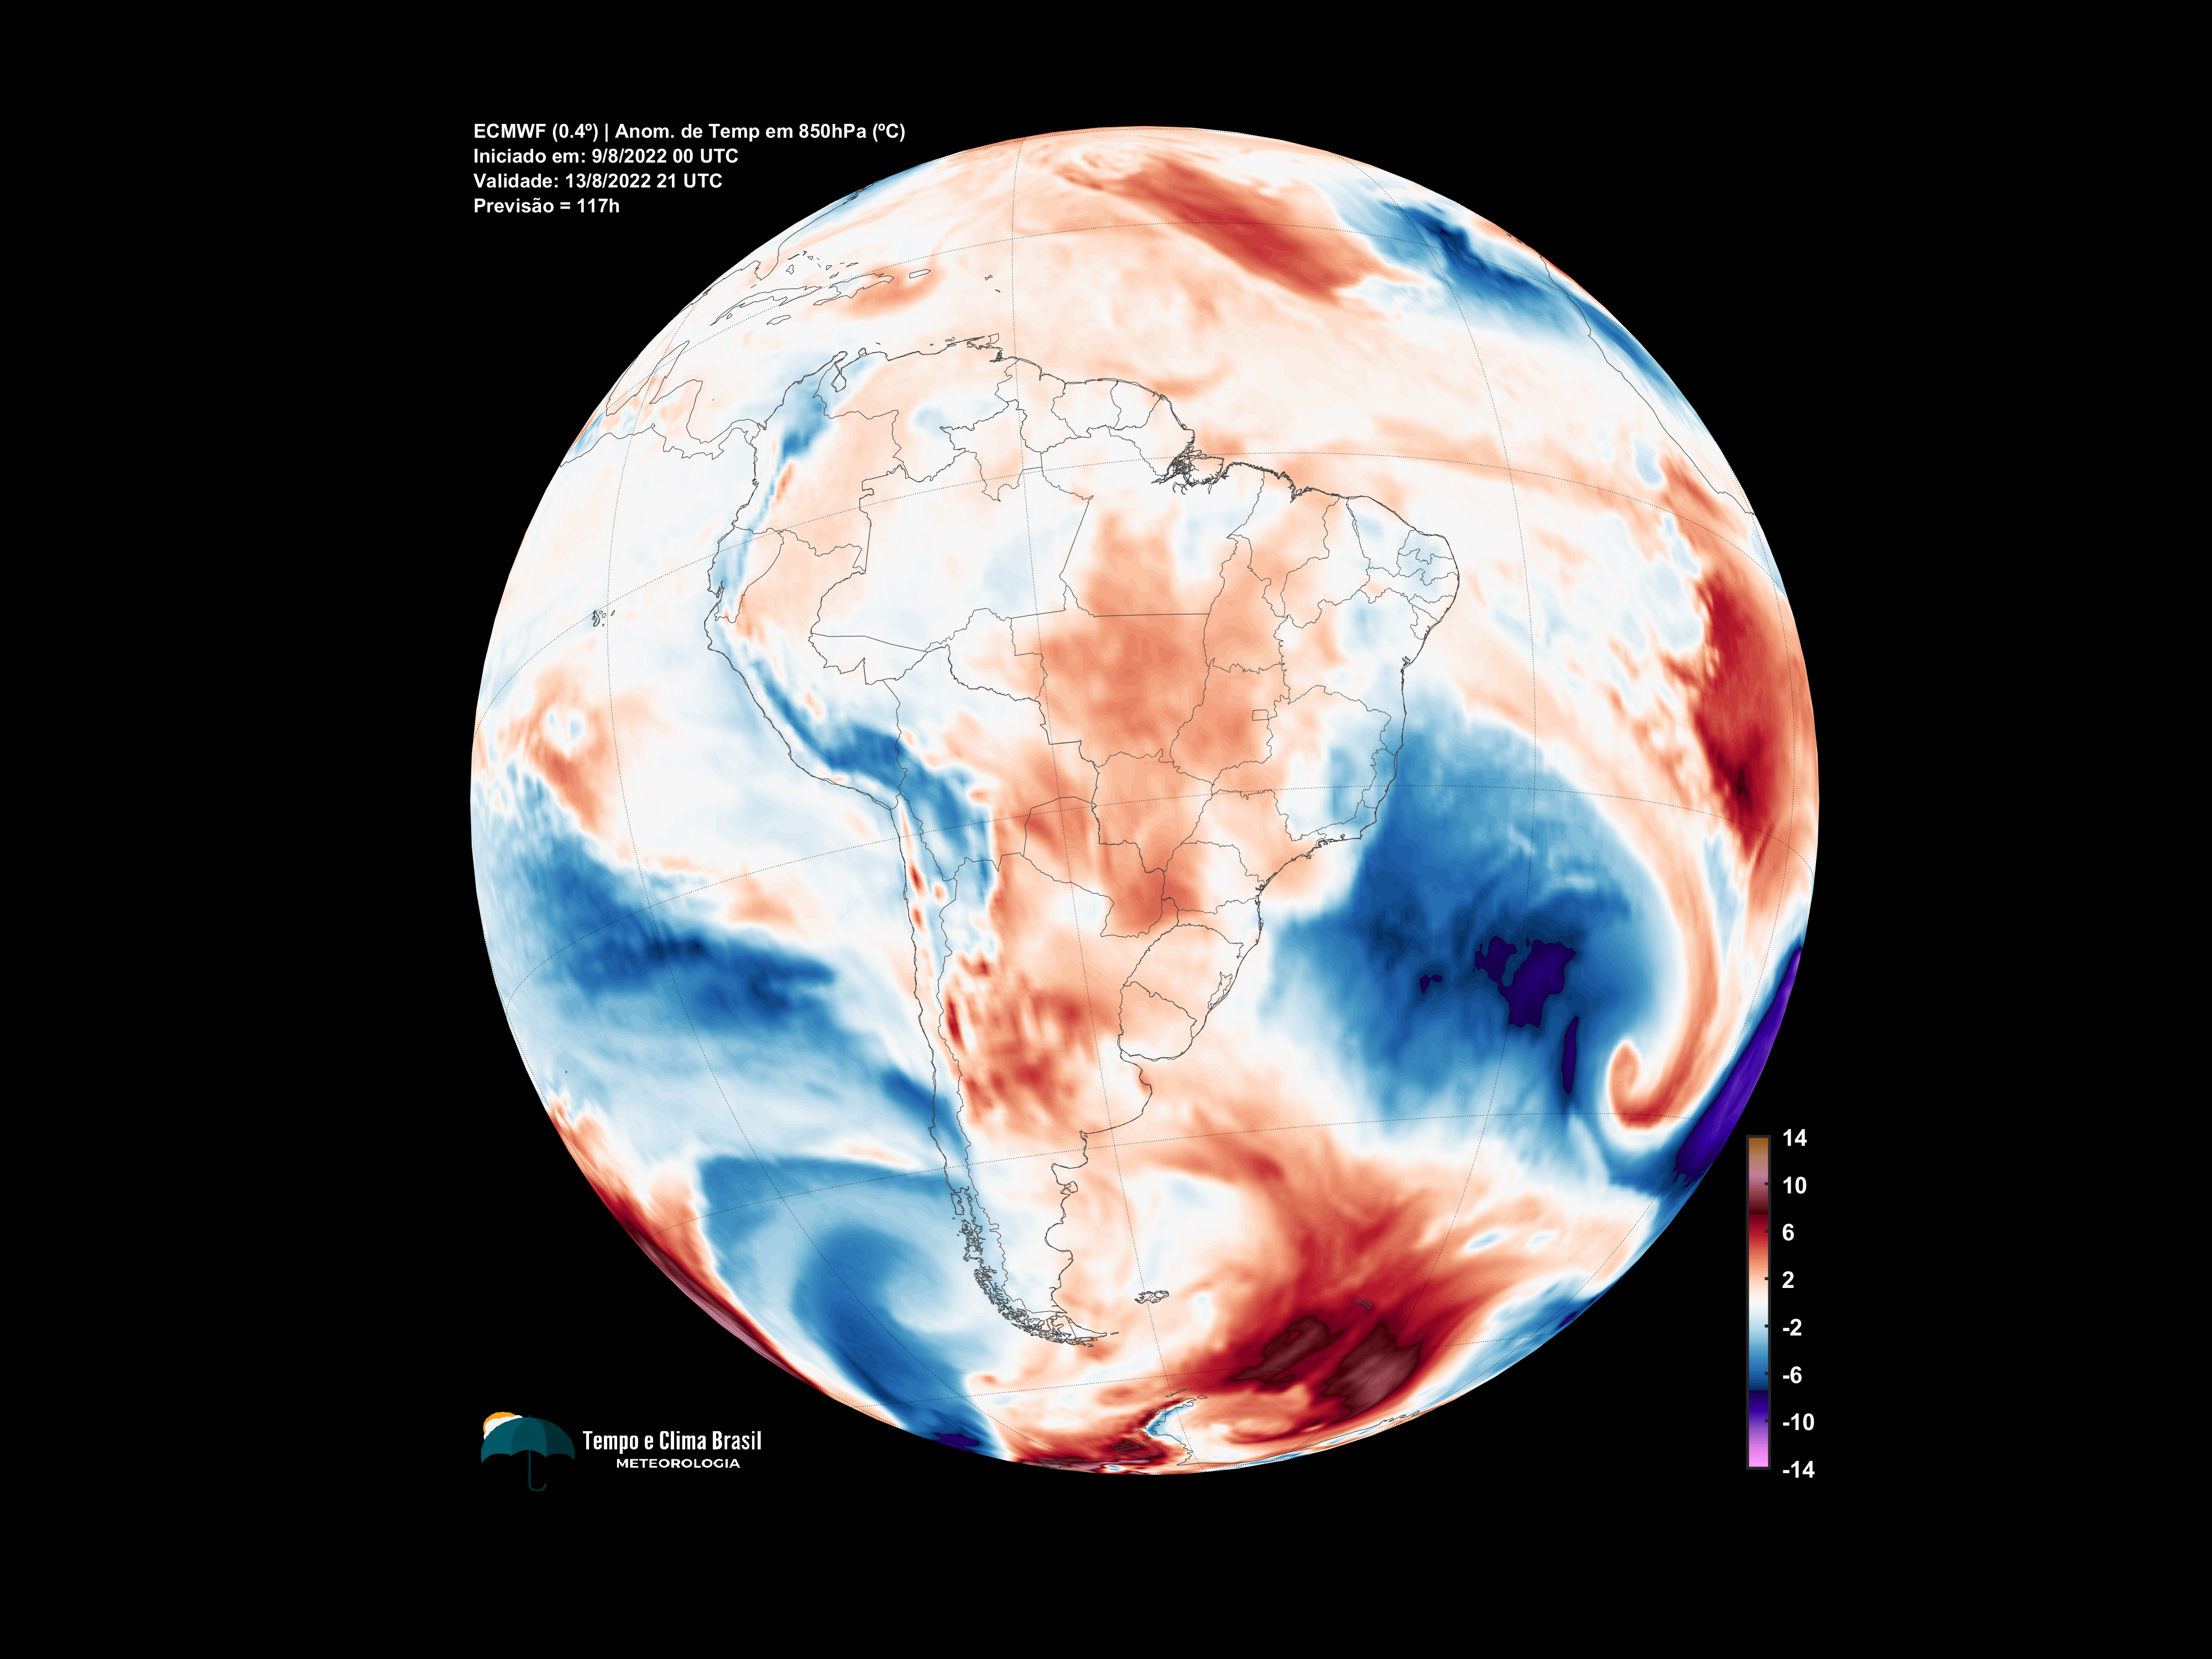 ECMWF (0.4º) | Anom. de Temp em 850hPa (ºC)
Iniciado em: 9/8/2022 00 UTC
Validade: 13/8/2022 21 UTC
Previsão = 117h
14
10
6
2
-2
-6
-10
-14
Tempo e Clima Brasil
METEOROLOGIA